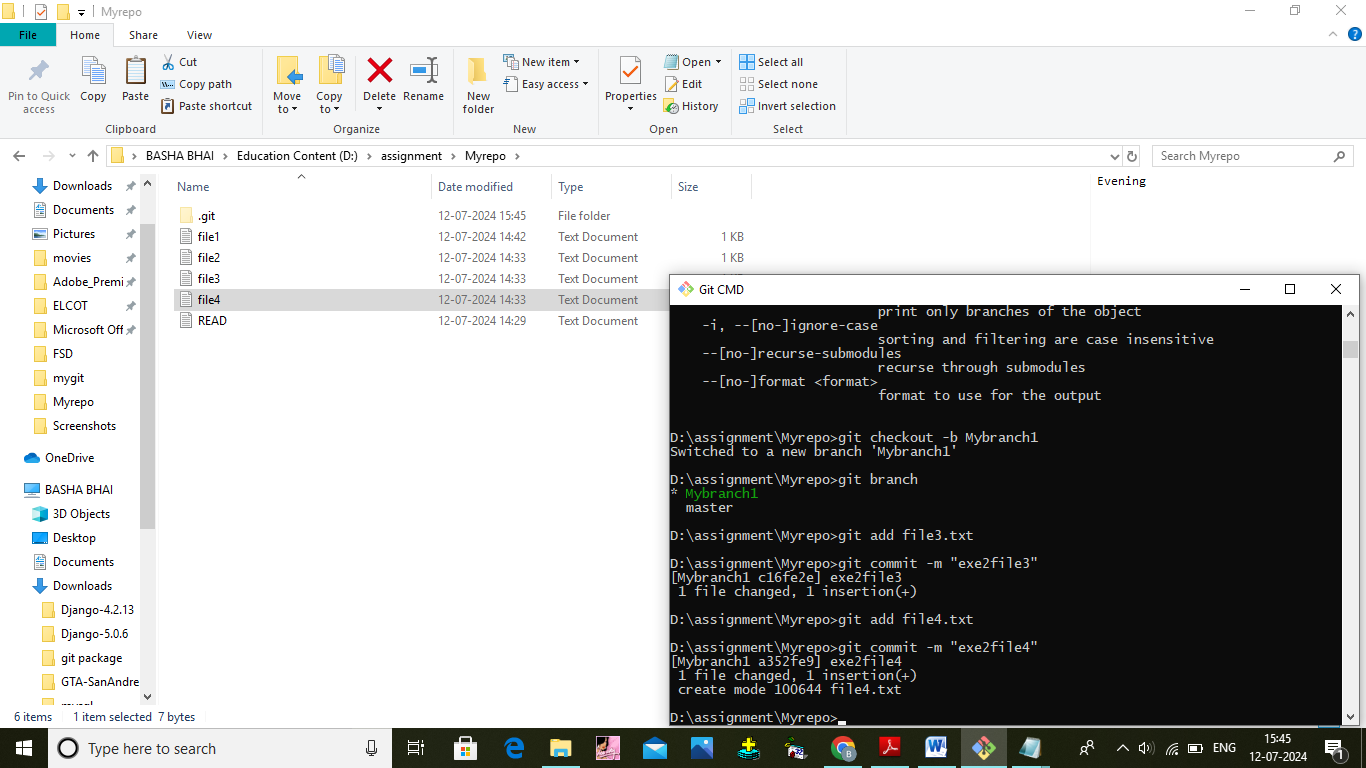 Myrepo
File Home Share View
Pin to Quick access
Copy
Paste
Cut
Copy path
Paste shortcut
Clipboard
Move to
Copy to
Delete
Rename
Organize
New folder
New item
Easy access
New
Properties
Open
Edit
History
Open
Select all
Select none
Invert selection
Select
BASHA BHAI > Education Content (D:) > assignment > Myrepo >
Search Myrepo
Downloads
Documents
Pictures
movies
Adobe_Premi
ELCOT
Microsoft Off
FSD
mygit
Myrepo
Screenshots
OneDrive
BASHA BHAI
3D Objects
Desktop
Documents
Downloads
Django-4.2.13
Django-5.0.6
git package
GTA-SanAndre
Name Date modified Type Size
.git 12-07-2024 15:45 File folder
file1 12-07-2024 14:42 Text Document 1 KB
file2 12-07-2024 14:33 Text Document 1 KB
file3 12-07-2024 14:33 Text Document
file4 12-07-2024 14:33 Text Document
READ 12-07-2024 14:29 Text Document
Evening
Git CMD
print only branches of the object
-i, --[no-]ignore-case
sorting and filtering are case insensitive
--[no-]recurse-submodules
recurse through submodules
--[no-]format <format>
format to use for the output
D:\assignment\Myrepo>git checkout -b Mybranch1
Switched to a new branch 'Mybranch1'
D:\assignment\Myrepo>git branch
* Mybranch1
master
D:\assignment\Myrepo>git add file3.txt
D:\assignment\Myrepo>git commit -m "exe2file3"
[Mybranch1 c16fe2e] exe2file3
1 file changed, 1 insertion(+)
D:\assignment\Myrepo>git add file4.txt
D:\assignment\Myrepo>git commit -m "exe2file4"
[Mybranch1 a352fe9] exe2file4
1 file changed, 1 insertion(+)
create mode 100644 file4.txt
D:\assignment\Myrepo>
6 items 1 item selected 7 bytes
Type here to search
ENG
15:45
12-07-2024
1